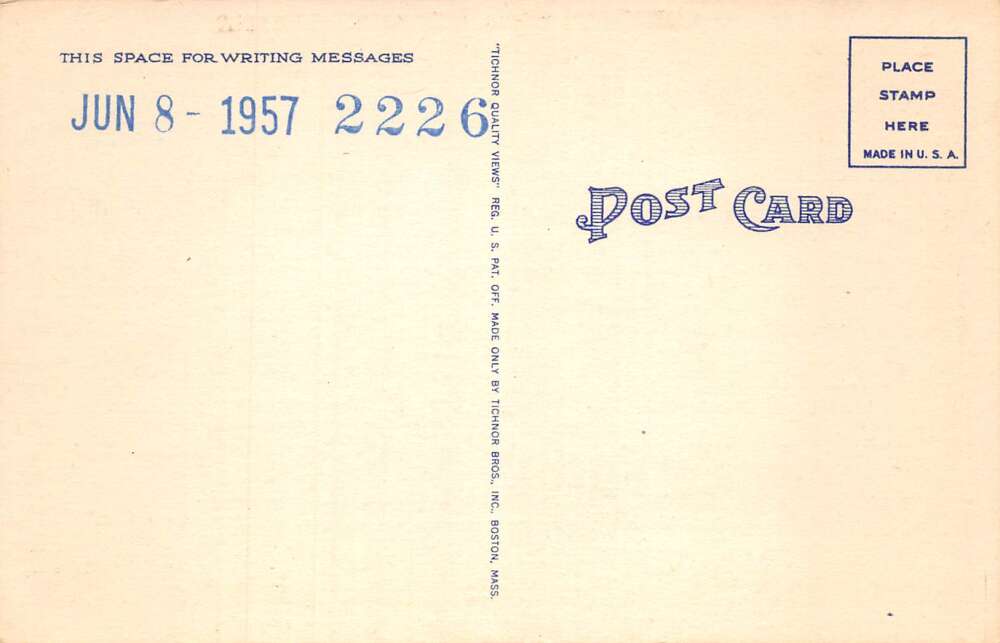 THIS SPACE FOR WRITING MESSAGES
JUN 8 - 1957 2226
"TICHNOR QUALITY VIEWS" REG. U. S. PAT. OFF. MADE ONLY BY TICHNOR BROS., INC., BOSTON, MASS.
POST CARD
PLACE
STAMP
HERE
MADE IN U. S. A.